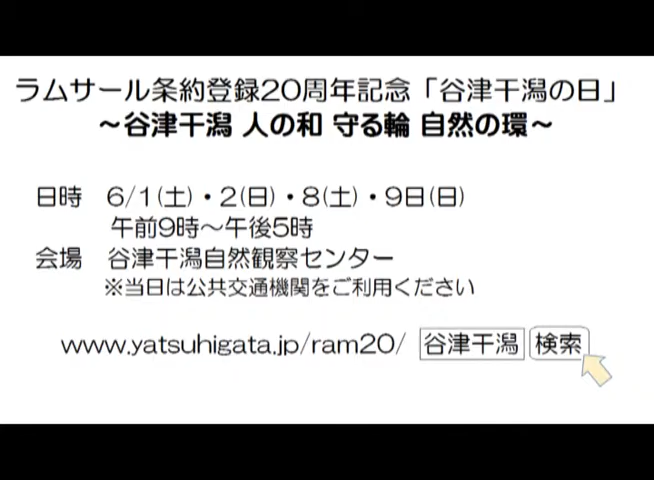 ラムサール条約登録20周年記念「谷津干潟の日」
～谷津干潟 人の和 守る輪 自然の環～
日時 6/1(土)・2(日)・8(土)・9日(日)
午前9時～午後5時
会場 谷津干潟自然観察センター
※当日は公共交通機関をご利用ください
www.yatsuhigata.jp/ram20/ 谷津干潟 検索